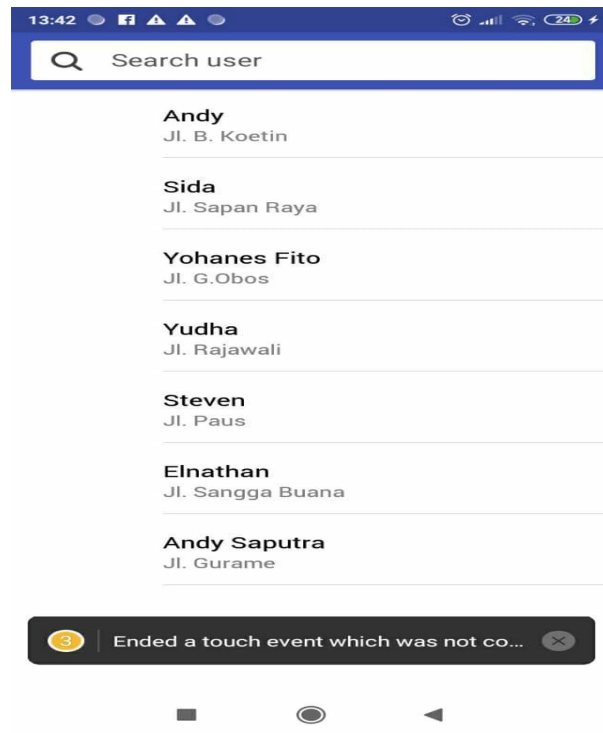 13:42
24
Search user
Andy
Jl. B. Koetin
Sida
Jl. Sapan Raya
Yohanes Fito
Jl. G.Obos
Yudha
Jl. Rajawali
Steven
Jl. Paus
Elnathan
Jl. Sangga Buana
Andy Saputra
Jl. Gurame
3 Ended a touch event which was not co...